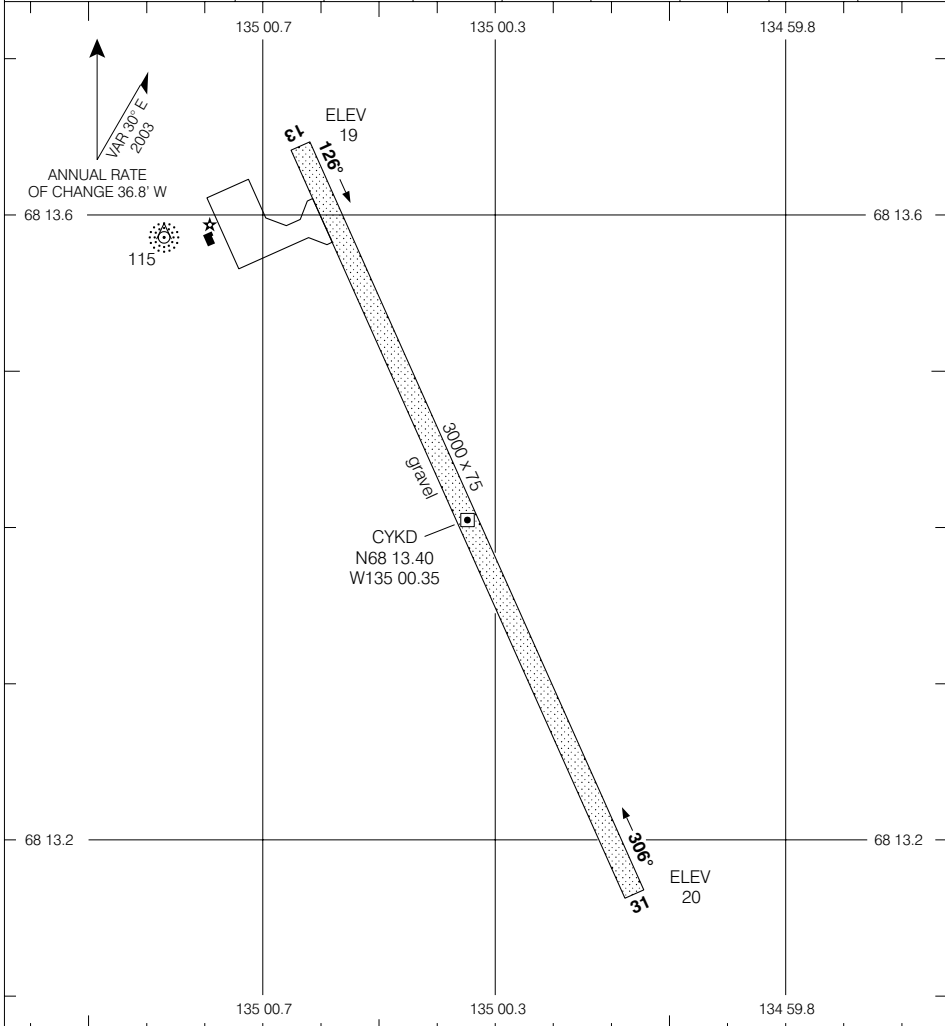 135 00.7
135 00.3
134 59.8
VAR 30° E
2003
ANNUAL RATE
OF CHANGE 36.8' W
13
126°
ELEV
19
68 13.6
68 13.6
115
3000 x 75
gravel
CYKD
N68 13.40
W135 00.35
68 13.2
68 13.2
306°
31
ELEV
20
135 00.7
135 00.3
134 59.8